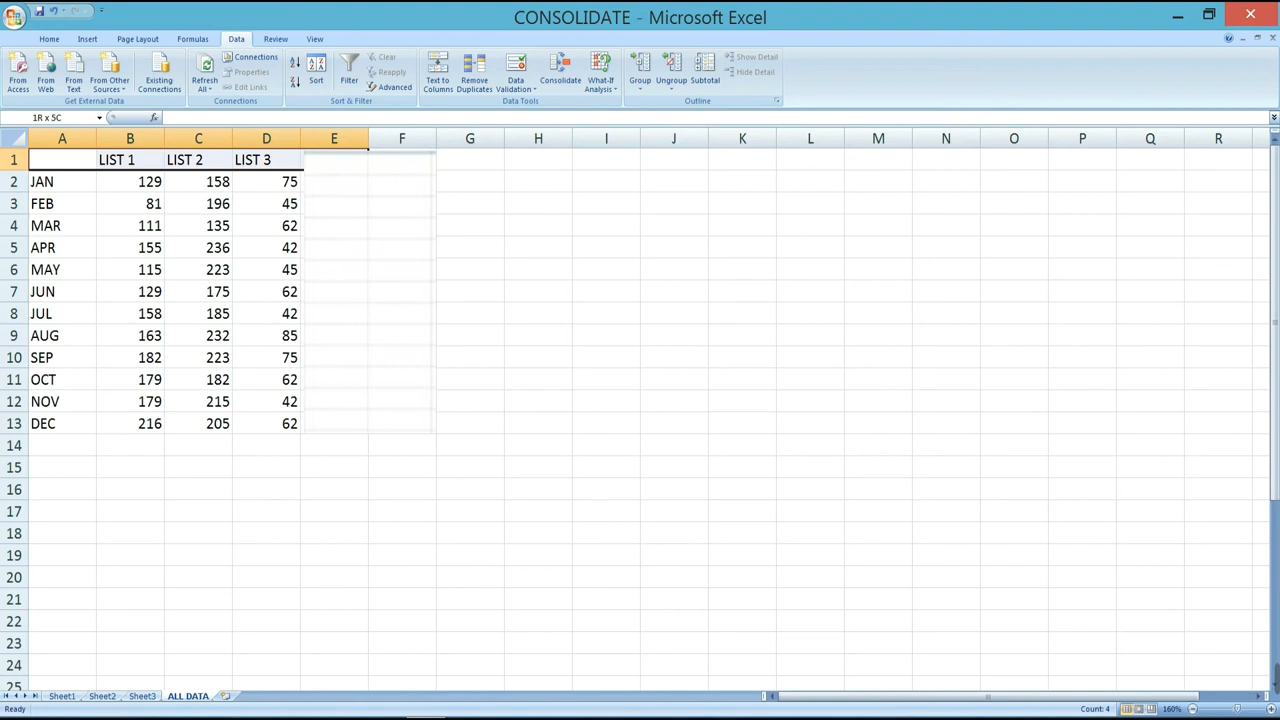 CONSOLIDATE - Microsoft Excel
Home Insert Page Layout Formulas Data Review View
From Access
From Web
From Text
From Other Sources
Existing Connections
Get External Data
Refresh All
Connections
Properties
Edit Links
Connections
Sort
Filter
Clear
Reapply
Advanced
Sort & Filter
Text to Columns
Remove Duplicates
Data Validation
Consolidate
What-If Analysis
Data Tools
Group
Ungroup
Subtotal
Show Detail
Hide Detail
Outline
1R x 5C fx
A B C D E F G H I J K L M N O P Q R
1 LIST 1 LIST 2 LIST 3
2 JAN 129 158 75
3 FEB 81 196 45
4 MAR 111 135 62
5 APR 155 236 42
6 MAY 115 223 45
7 JUN 129 175 62
8 JUL 158 185 42
9 AUG 163 232 85
10 SEP 182 223 75
11 OCT 179 182 62
12 NOV 179 215 42
13 DEC 216 205 62
14
15
16
17
18
19
20
21
22
23
24
25
Sheet1 Sheet2 Sheet3 ALL DATA
Ready Count: 4 160%